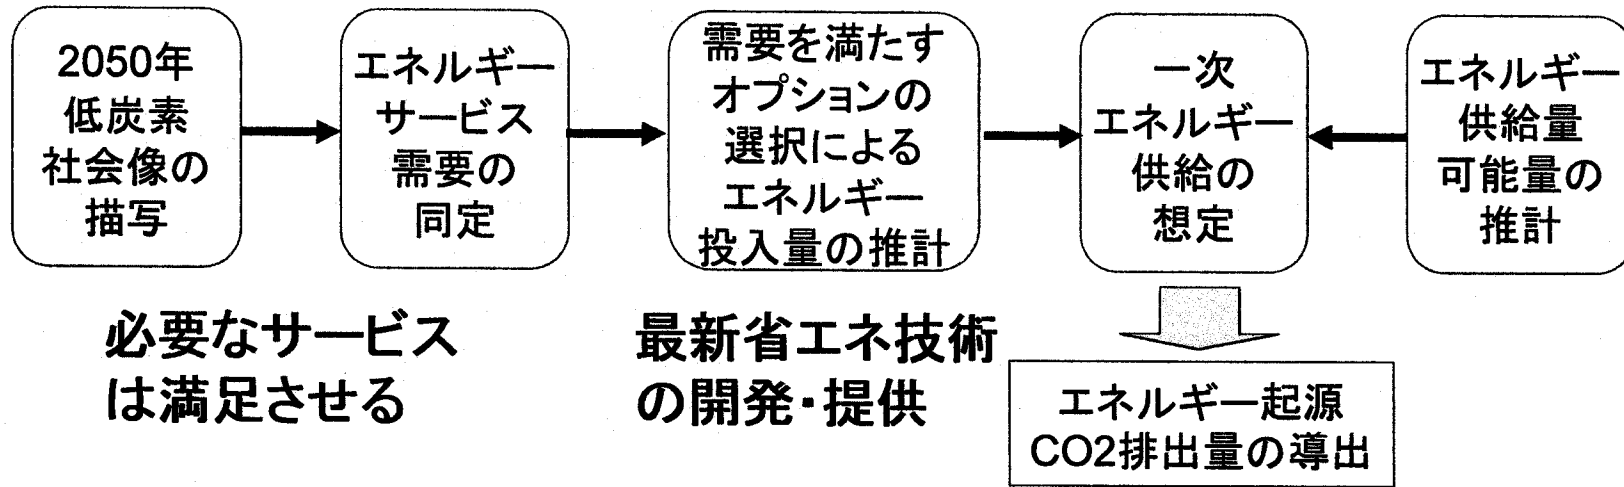 2050年
低炭素
社会像の
描写
エネルギー
サービス
需要の
同定
需要を満たす
オプションの
選択による
エネルギー
投入量の推計
一次
エネルギー
供給の
想定
エネルギー
供給量
可能量の
推計
必要なサービス
は満足させる
最新省エネ技術
の開発・提供
エネルギー起源
CO2排出量の導出